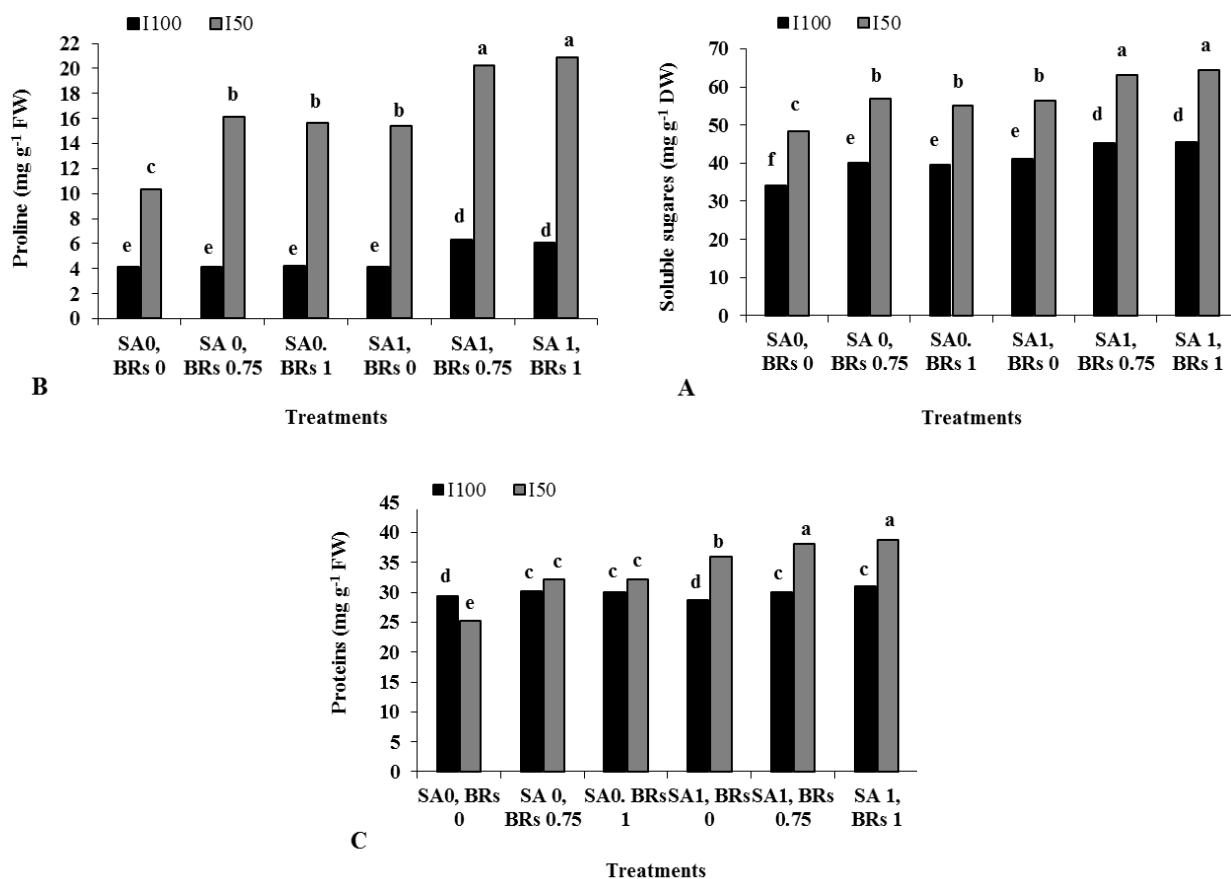 I100 I50
Proline (mg g⁻¹ FW)
22
20
18
16
14
12
10
8
6
4
2
0
e c
e b
e b
e b
d a
d a
SA0, SA 0, SA0. SA1, SA1, SA 1,
BRs 0 BRs 0.75 BRs 1 BRs 0 BRs 0.75 BRs 1
B
Treatments
I100 I50
Soluble sugares (mg g⁻¹ DW)
70
60
50
40
30
20
10
0
f c
e b
e b
e b
d a
d a
SA0, SA 0, SA0. SA1, SA1, SA 1,
BRs 0 BRs 0.75 BRs 1 BRs 0 BRs 0.75 BRs 1
A
Treatments
I100 I50
Proteins (mg g⁻¹ FW)
45
40
35
30
25
20
15
10
5
0
d e
c c
c c
d b
c a
c a
SA0, BRs SA 0, SA0. BRs SA1, BRs SA1, BRs SA 1,
0 BRs 0.75 1 0 0.75 BRs 1
C
Treatments